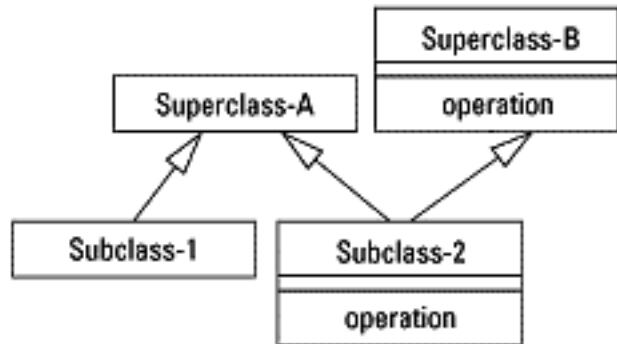 Superclass-B
operation
Superclass-A
Subclass-1
Subclass-2
operation